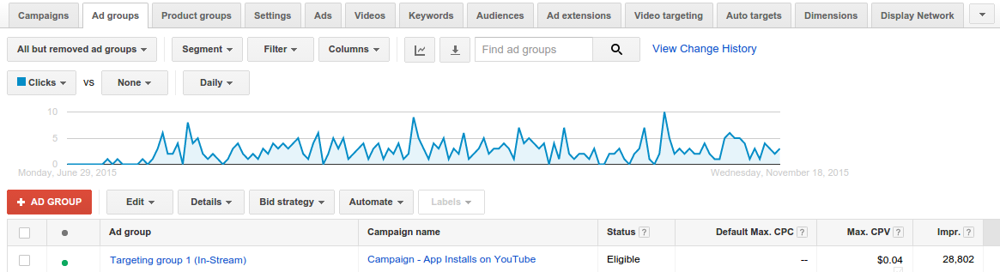 Campaigns Ad groups Product groups Settings Ads Videos Keywords Audiences Ad extensions Video targeting Auto targets Dimensions Display Network
All but removed ad groups Segment Filter Columns Find ad groups View Change History
Clicks vs None Daily
10
5
0
Monday, June 29, 2015 Wednesday, November 18, 2015
+ AD GROUP Edit Details Bid strategy Automate Labels
Ad group Campaign name Status ? Default Max. CPC ? Max. CPV ? Impr. ?
Targeting group 1 (In-Stream) Campaign - App Installs on YouTube Eligible -- $0.04 28,802